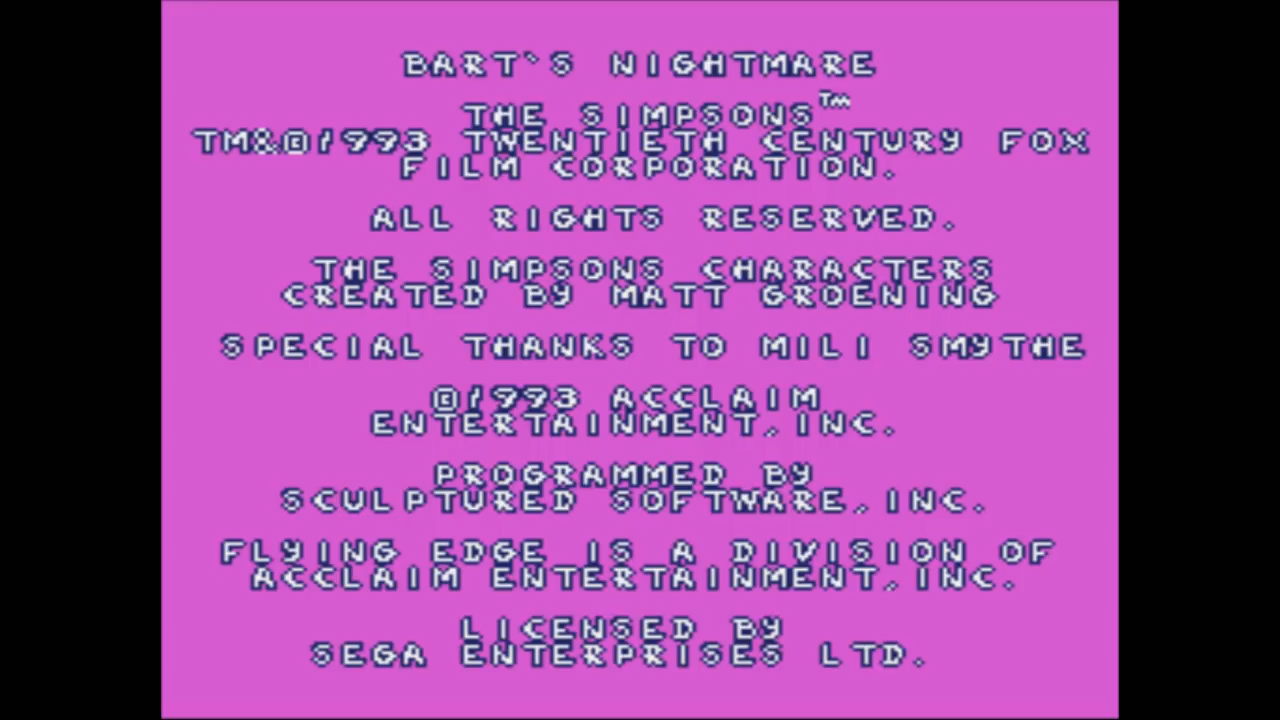 BART'S NIGHTMARE
THE SIMPSONS™
TM&©1993 TWENTIETH CENTURY FOX
FILM CORPORATION.
ALL RIGHTS RESERVED.
THE SIMPSONS CHARACTERS
CREATED BY MATT GROENING
SPECIAL THANKS TO MILI SMYTHE
©1993 ACCLAIM
ENTERTAINMENT,INC.
PROGRAMMED BY
SCULPTURED SOFTWARE,INC.
FLYING EDGE IS A DIVISION OF
ACCLAIM ENTERTAINMENT,INC.
LICENSED BY
SEGA ENTERPRISES LTD.